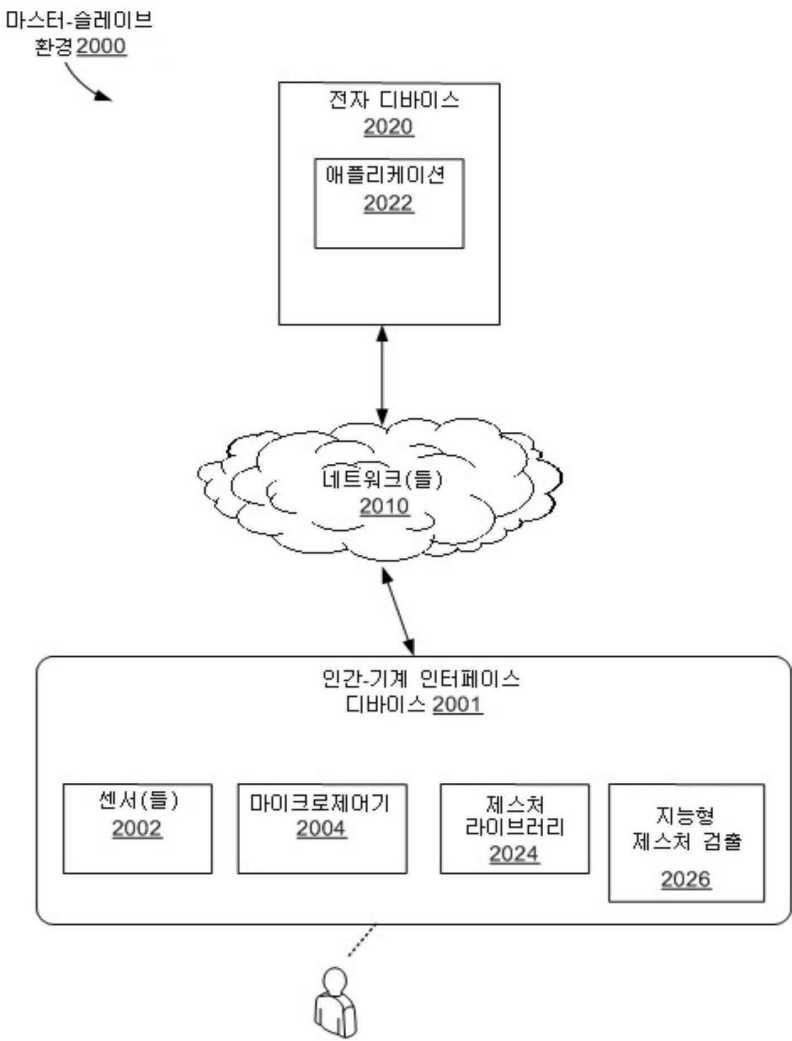 마스터-슬레이브
환경 2000
전자 디바이스
2020
애플리케이션
2022
네트워크(들)
2010
인간-기계 인터페이스
디바이스 2001
센서(들)
2002
마이크로제어기
2004
제스처
라이브러리
2024
지능형
제스처 검출
2026